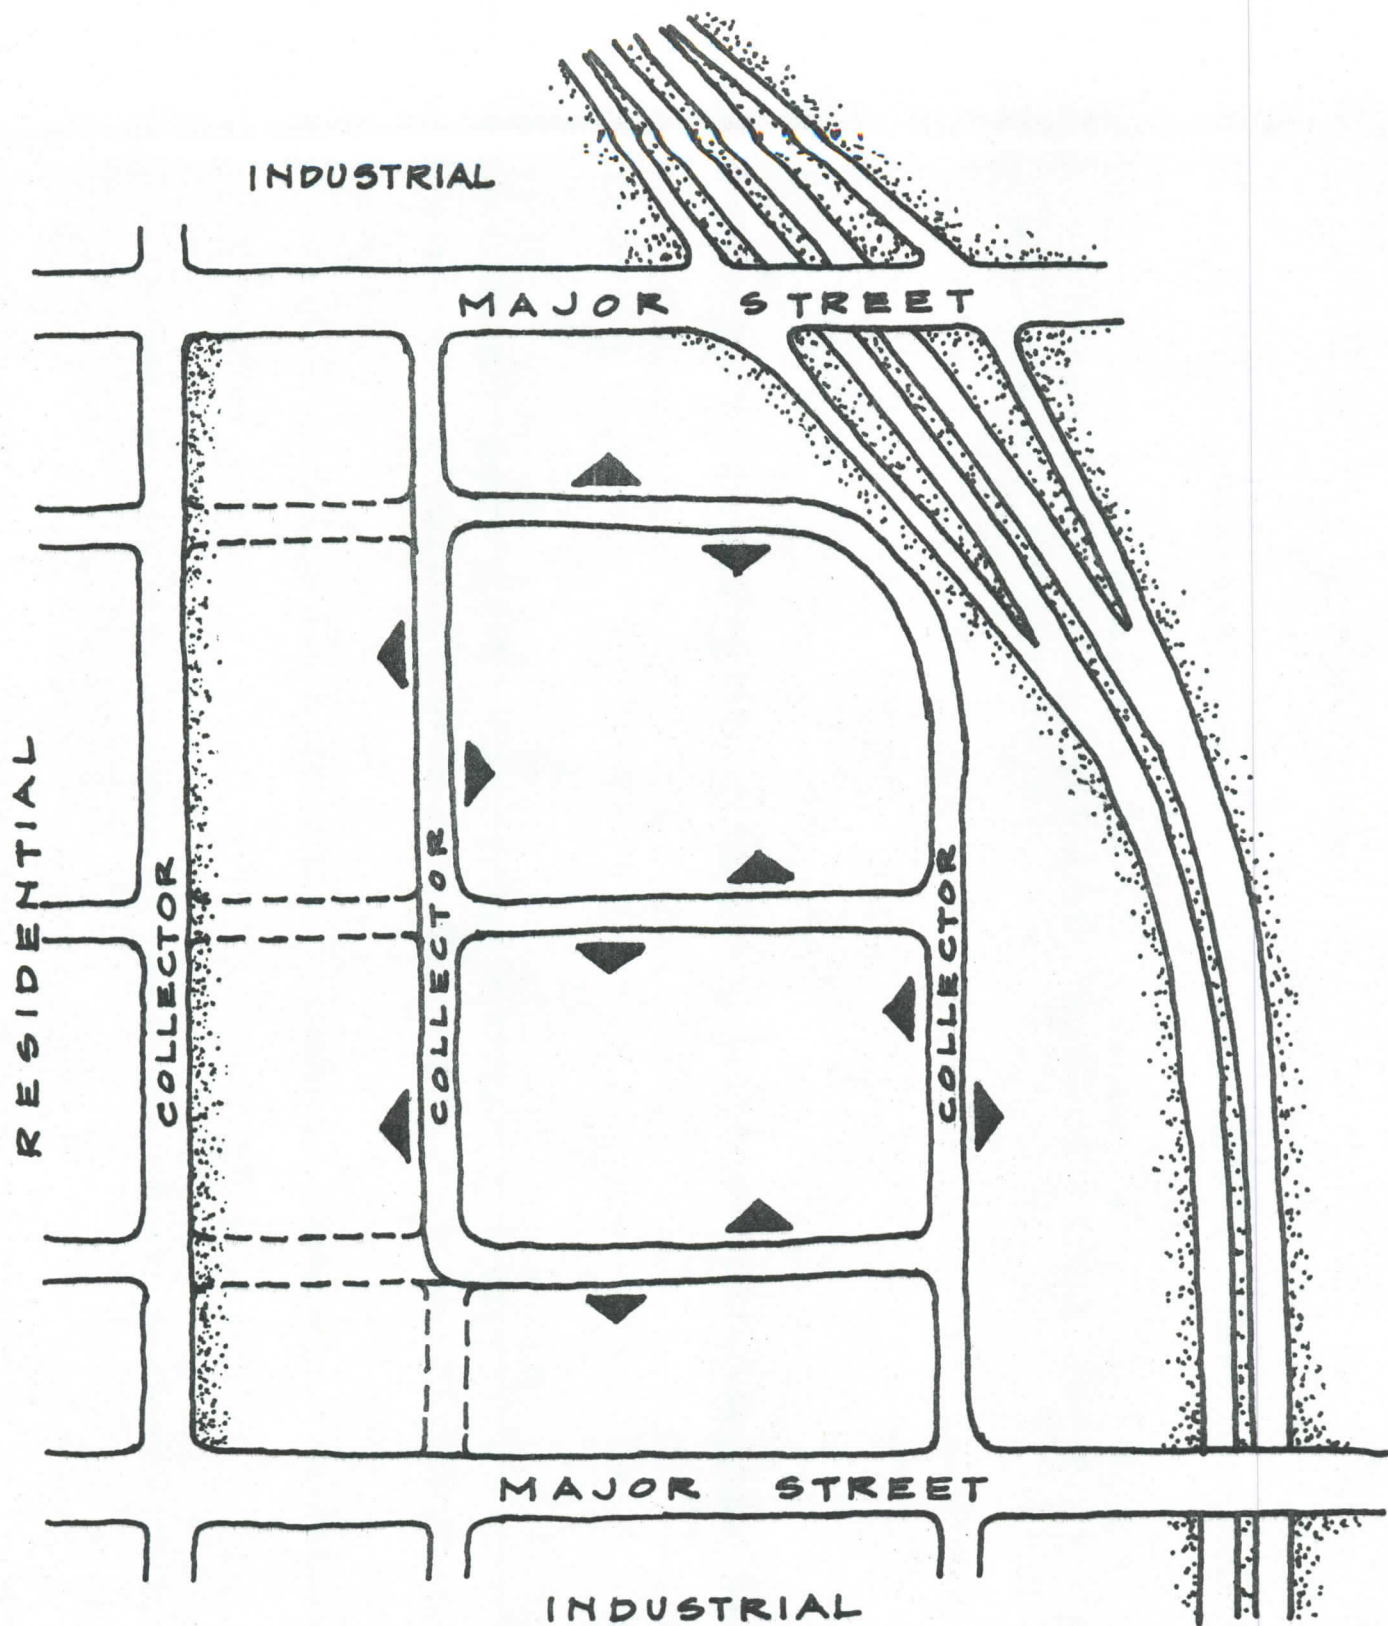 INDUSTRIAL
MAJOR STREET
RESIDENTIAL
COLLECTOR
COLLECTOR
COLLECTOR
MAJOR STREET
INDUSTRIAL